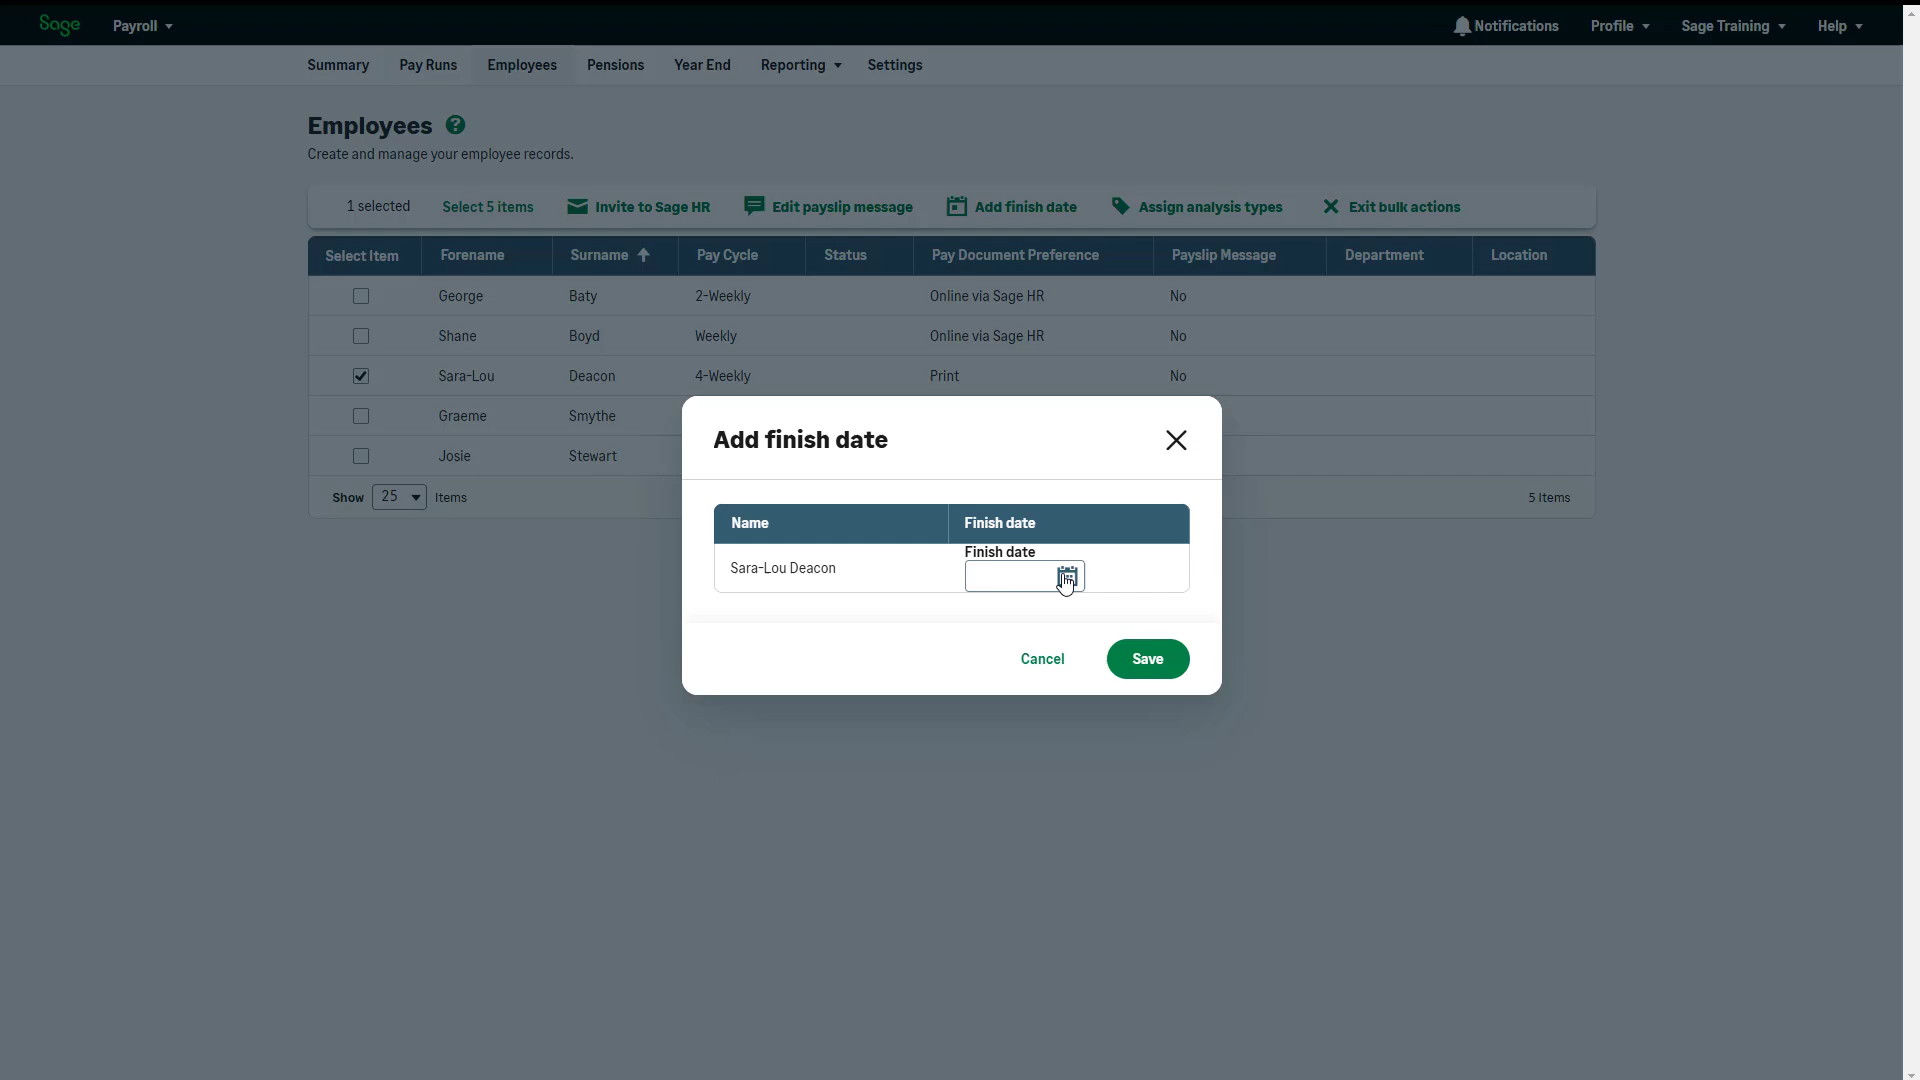 Sage Payroll Notifications Profile Sage Training Help
Summary Pay Runs Employees Pensions Year End Reporting Settings
Employees ?
Create and manage your employee records.
1 selected Select 5 items Invite to Sage HR Edit payslip message Add finish date Assign analysis types Exit bulk actions
Select Item Forename Surname Pay Cycle Status Pay Document Preference Payslip Message Department Location
George Baty 2-Weekly Online via Sage HR No
Shane Boyd Weekly Online via Sage HR No
Sara-Lou Deacon 4-Weekly Print No
Graeme Smythe
Josie Stewart
Show 25 Items 5 Items
Add finish date
Name Finish date
Finish date
Sara-Lou Deacon
Cancel Save